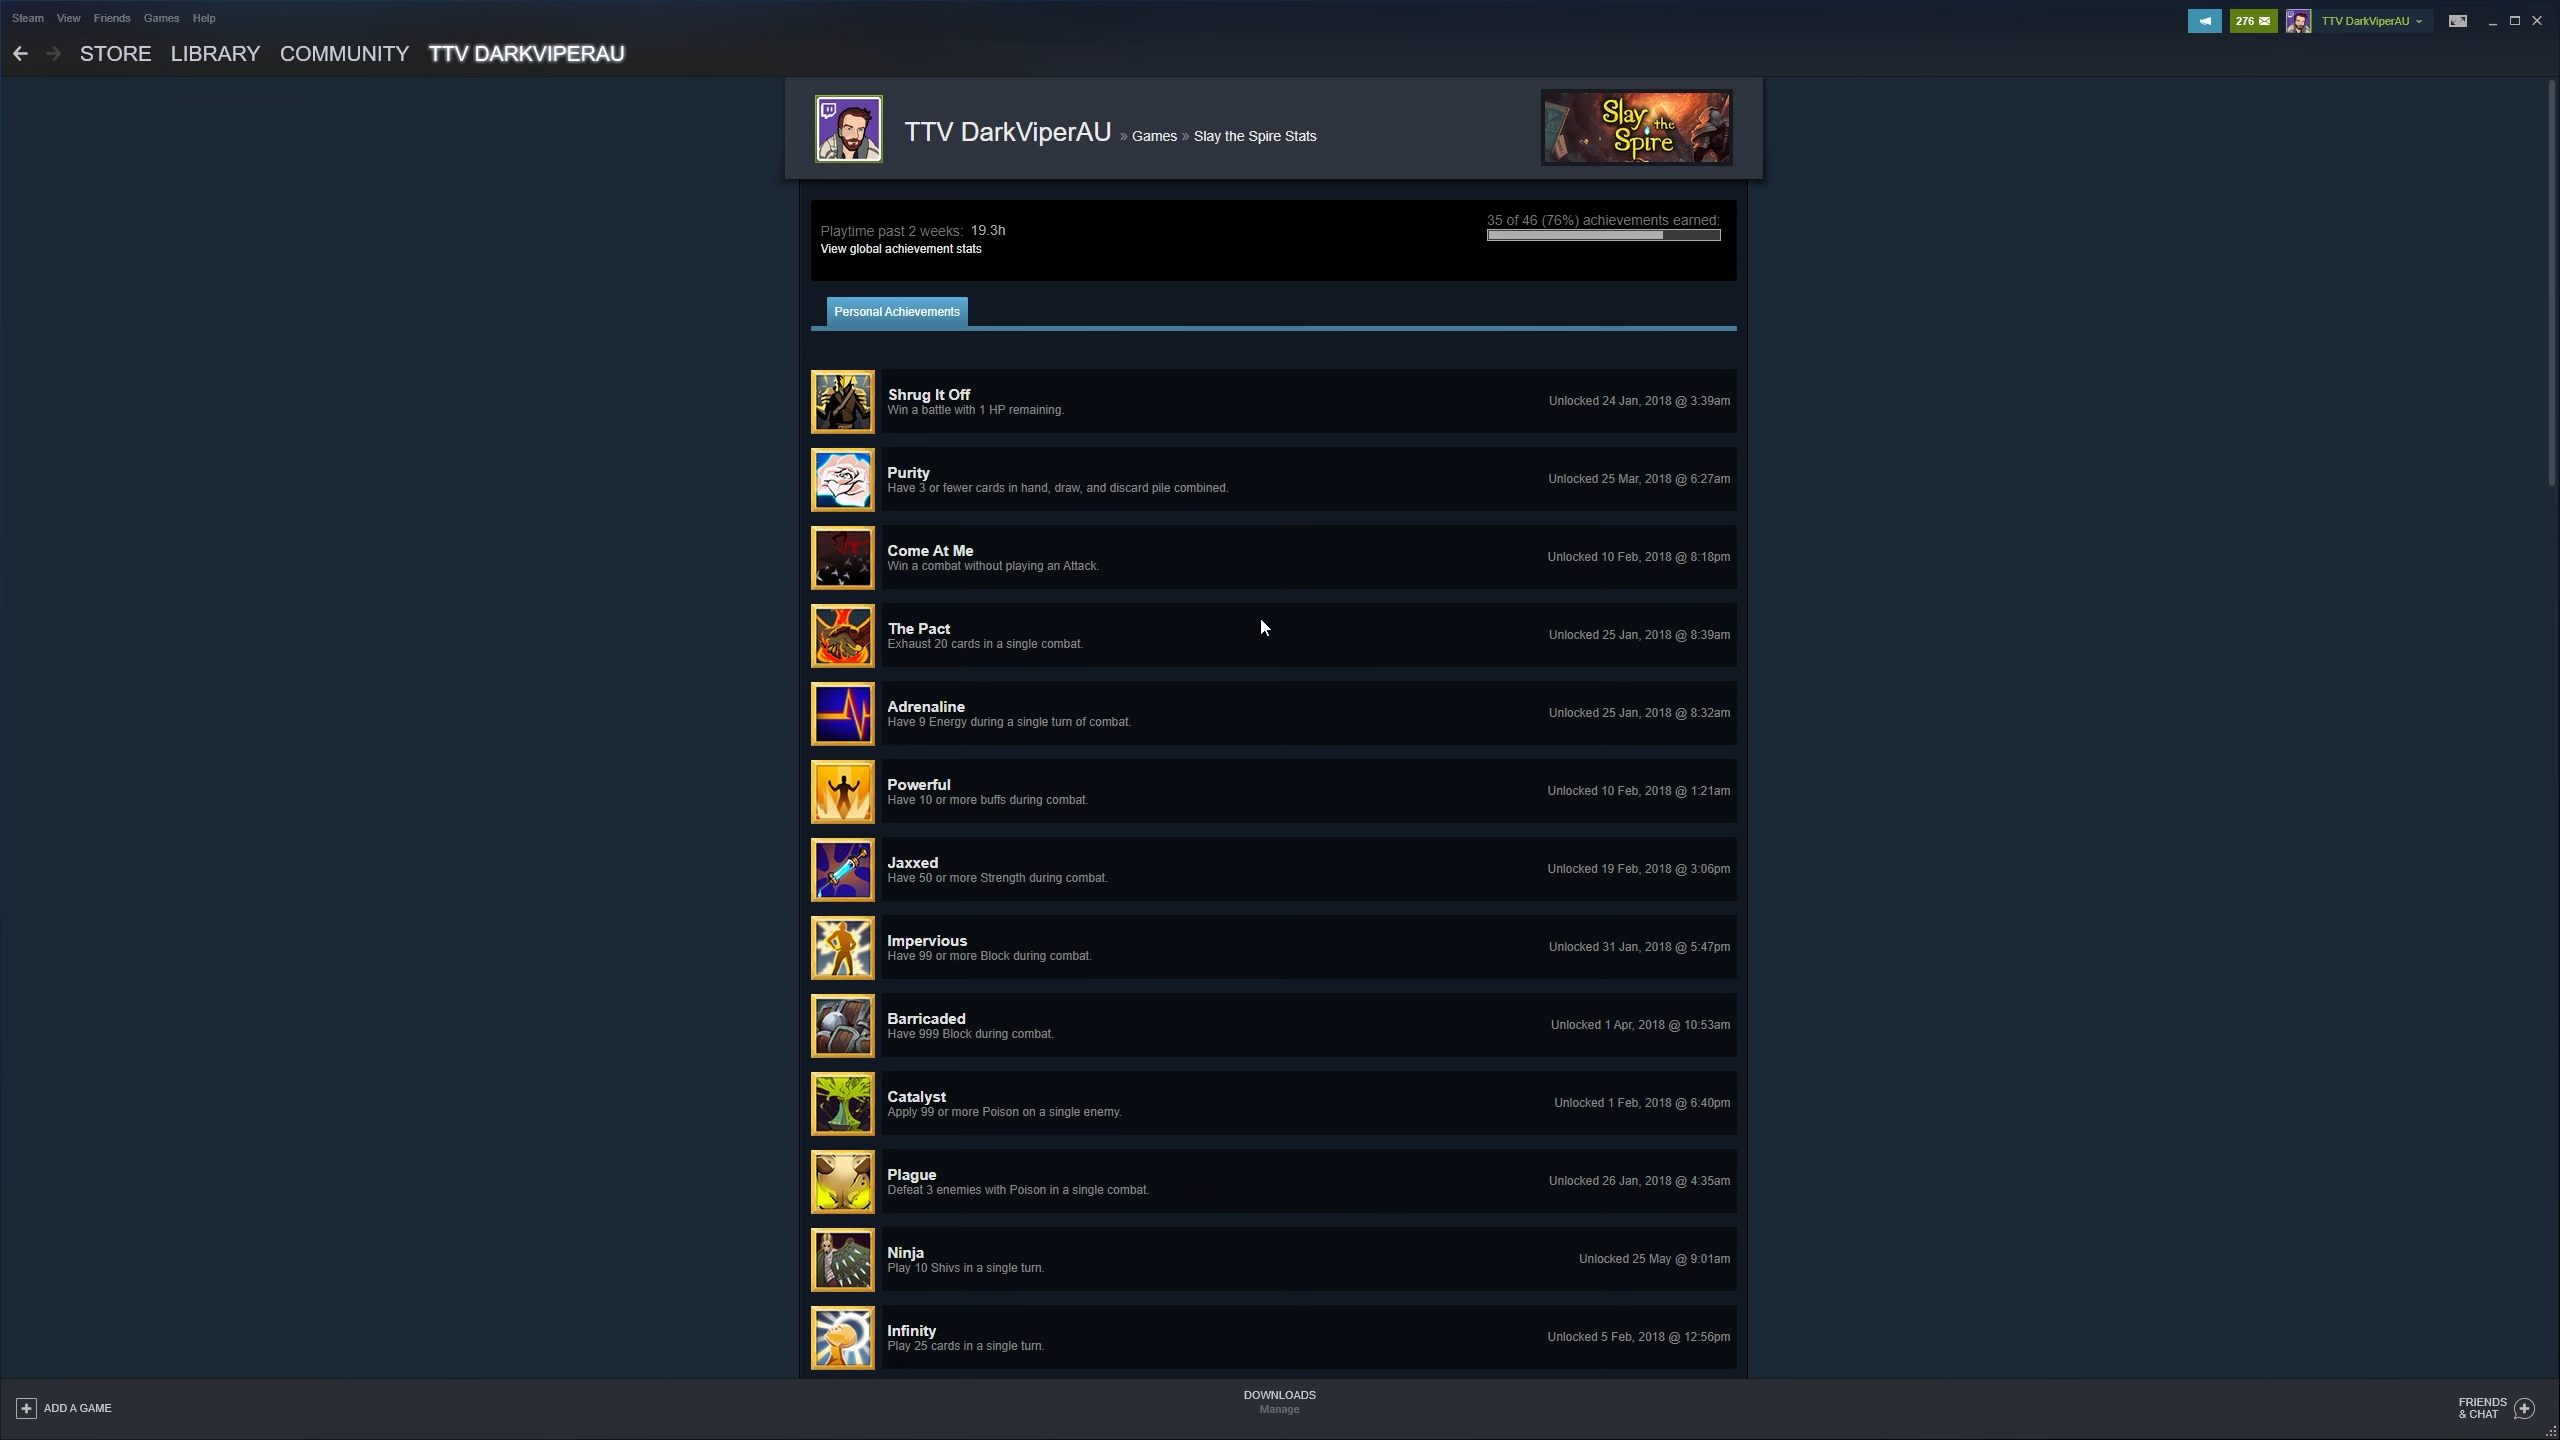 Steam View Friends Games Help
276 TTV DarkViperAU
STORE LIBRARY COMMUNITY TTV DARKVIPERAU
TTV DarkViperAU » Games » Slay the Spire Stats
Slay
the
Spire
35 of 46 (76%) achievements earned:
Playtime past 2 weeks: 19.3h
View global achievement stats
Personal Achievements
Shrug It Off
Win a battle with 1 HP remaining.
Unlocked 24 Jan, 2018 @ 3:39am
Purity
Have 3 or fewer cards in hand, draw, and discard pile combined.
Unlocked 25 Mar, 2018 @ 6:27am
Come At Me
Win a combat without playing an Attack.
Unlocked 10 Feb, 2018 @ 8:18pm
The Pact
Exhaust 20 cards in a single combat.
Unlocked 25 Jan, 2018 @ 8:39am
Adrenaline
Have 9 Energy during a single turn of combat.
Unlocked 25 Jan, 2018 @ 8:32am
Powerful
Have 10 or more buffs during combat.
Unlocked 10 Feb, 2018 @ 1:21am
Jaxxed
Have 50 or more Strength during combat.
Unlocked 19 Feb, 2018 @ 3:06pm
Impervious
Have 99 or more Block during combat.
Unlocked 31 Jan, 2018 @ 5:47pm
Barricaded
Have 999 Block during combat.
Unlocked 1 Apr, 2018 @ 10:53am
Catalyst
Apply 99 or more Poison on a single enemy.
Unlocked 1 Feb, 2018 @ 6:40pm
Plague
Defeat 3 enemies with Poison in a single combat.
Unlocked 26 Jan, 2018 @ 4:35am
Ninja
Play 10 Shivs in a single turn.
Unlocked 25 May @ 9:01am
Infinity
Play 25 cards in a single turn.
Unlocked 5 Feb, 2018 @ 12:56pm
ADD A GAME
DOWNLOADS
Manage
FRIENDS
& CHAT